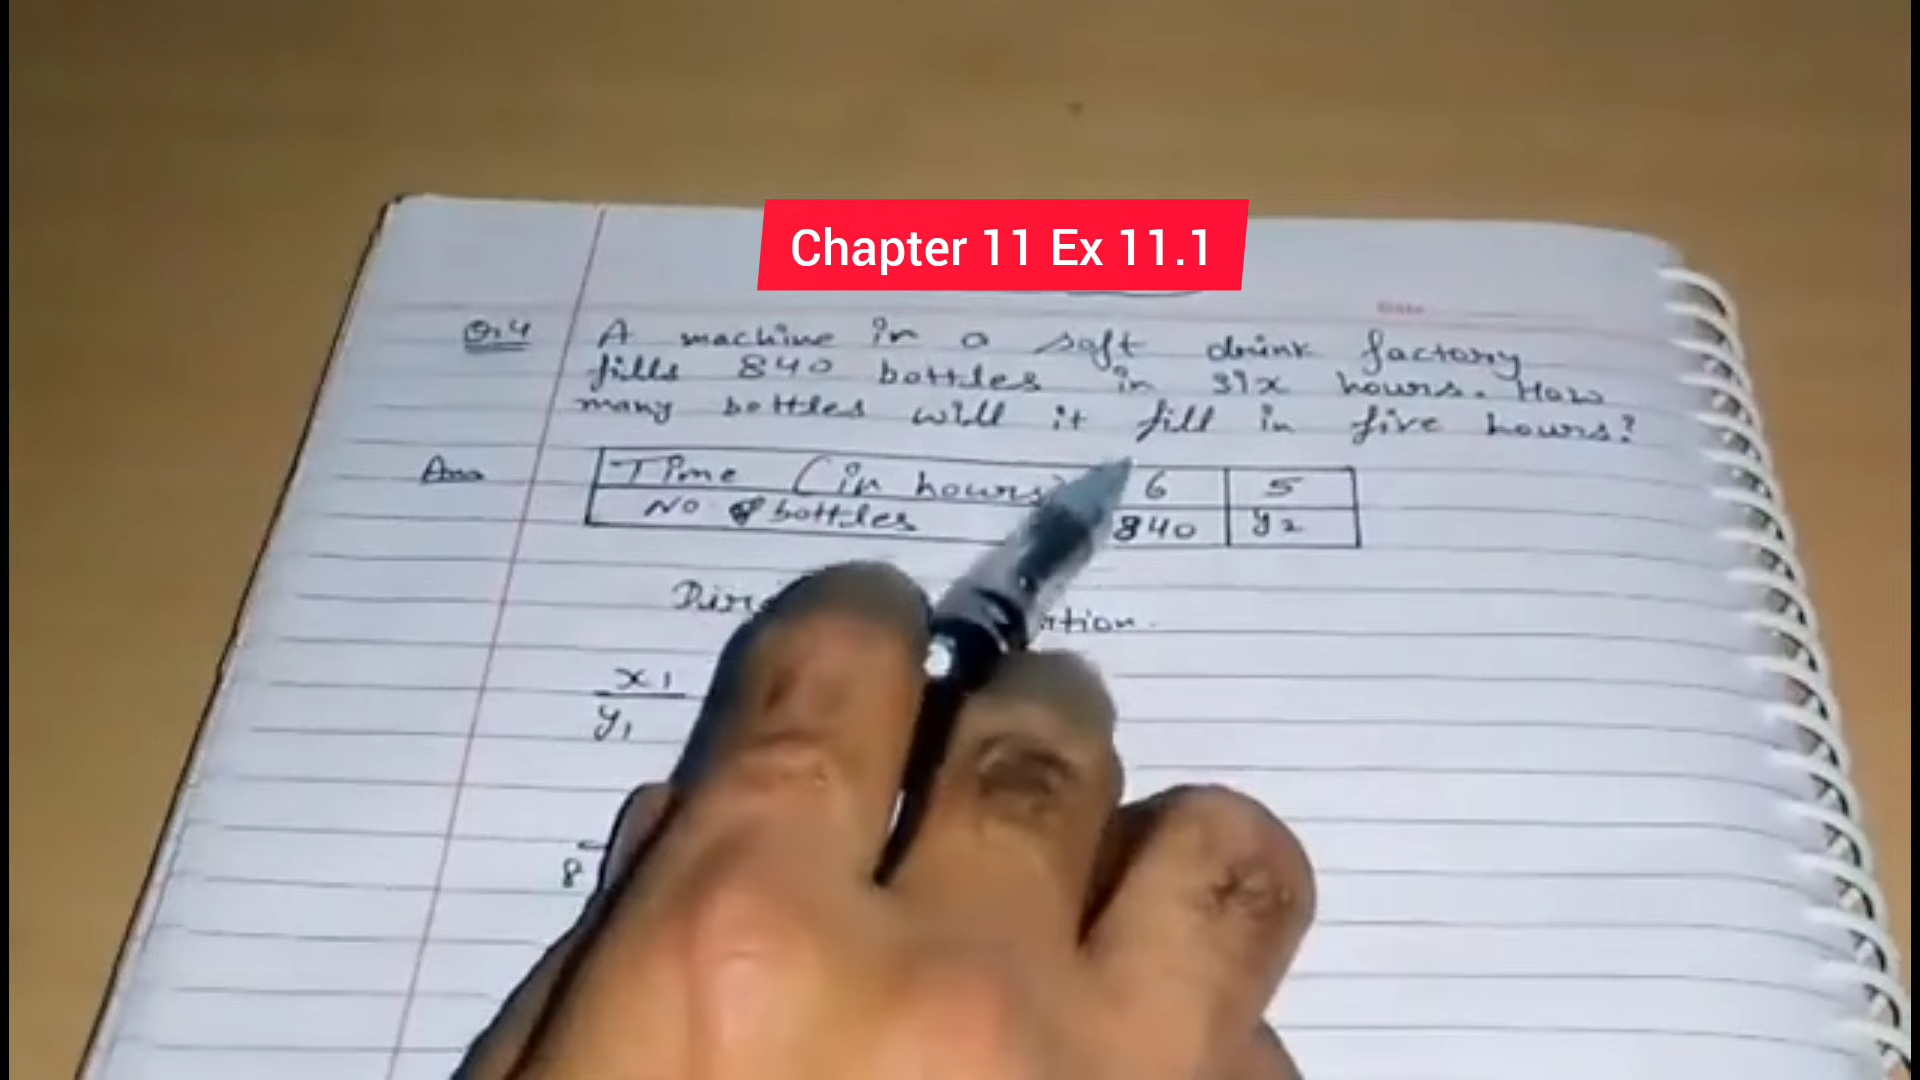 Chapter 11 Ex 11.1
Date
Q.4 A machine in a soft drink factory
fills 840 bottles in six hours. How
many bottles will it fill in five hours?
Ans Time (in hours) 6 5
No. of bottles 840 y2
x1
y1
8